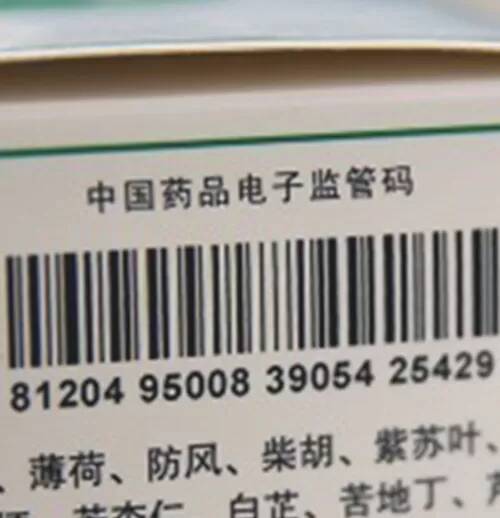 中国药品电子监管码
81204 95008 39054 25429
、薄荷、防风、柴胡、紫苏叶、
苦杏仁、白芷、苦地丁、芦